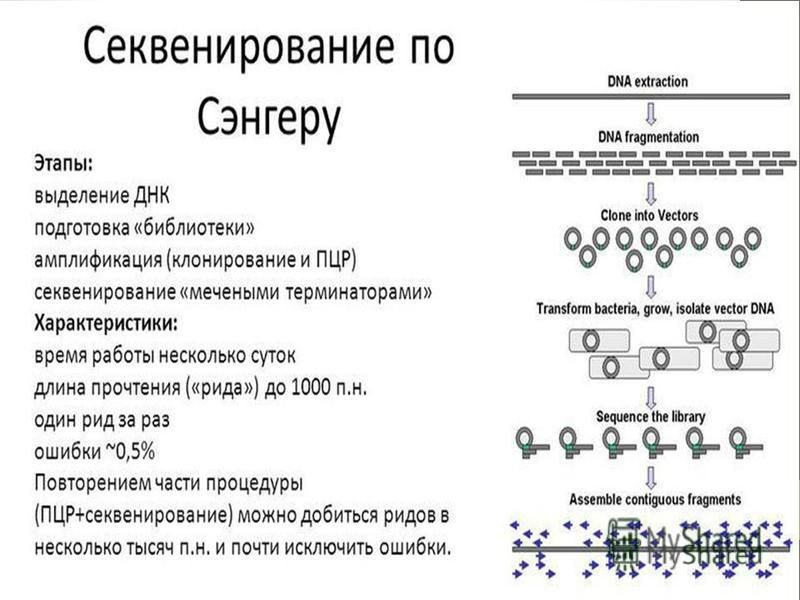 Секвенирование по
Сэнгеру
Этапы:
выделение ДНК
подготовка «библиотеки»
амплификация (клонирование и ПЦР)
секвенирование «мечеными терминаторами»
Характеристики:
время работы несколько суток
длина прочтения («рида») до 1000 п.н.
один рид за раз
ошибки ~0,5%
Повторением части процедуры
(ПЦР+секвенирование) можно добиться ридов в
несколько тысяч п.н. и почти исключить ошибки.
DNA extraction
DNA fragmentation
Clone into Vectors
Transform bacteria, grow, isolate vector DNA
Sequence the library
Assemble contiguous fragments
MyShared